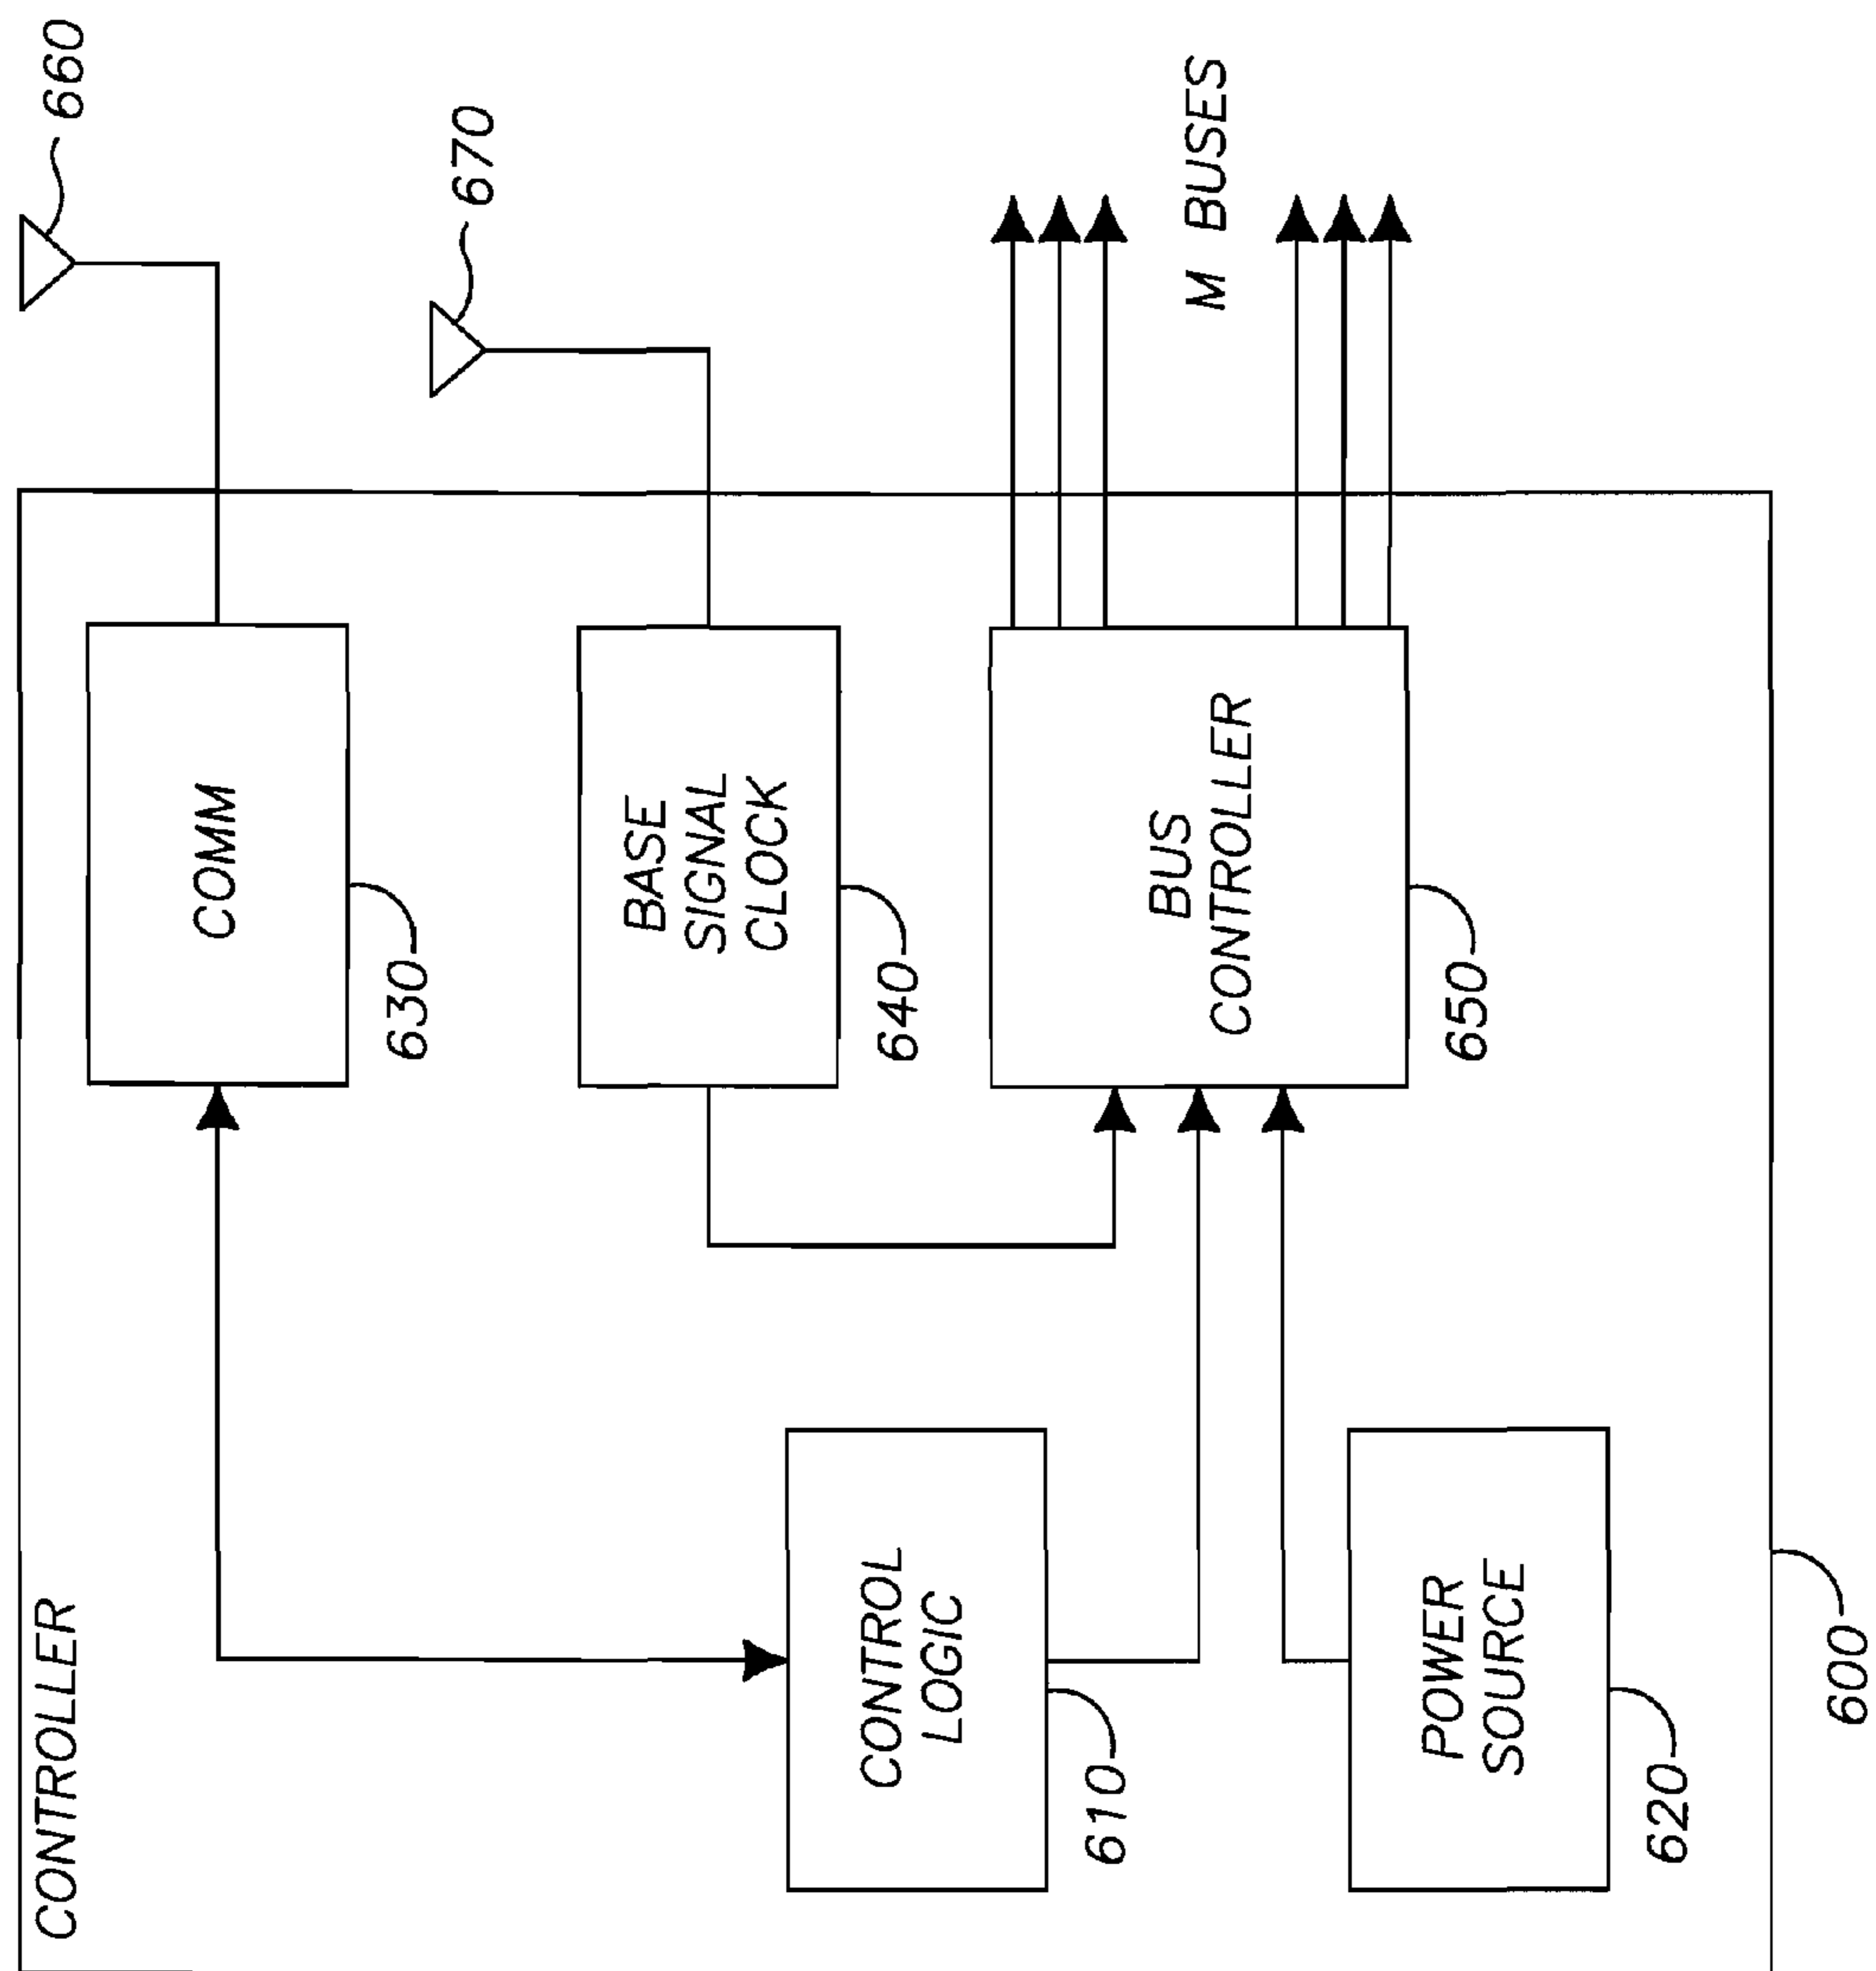 CONTROLLER
660
COMM
630
670
BASE
SIGNAL
CLOCK
640
CONTROL
LOGIC
610
BUS
CONTROLLER
650
M BUSES
POWER
SOURCE
620
600